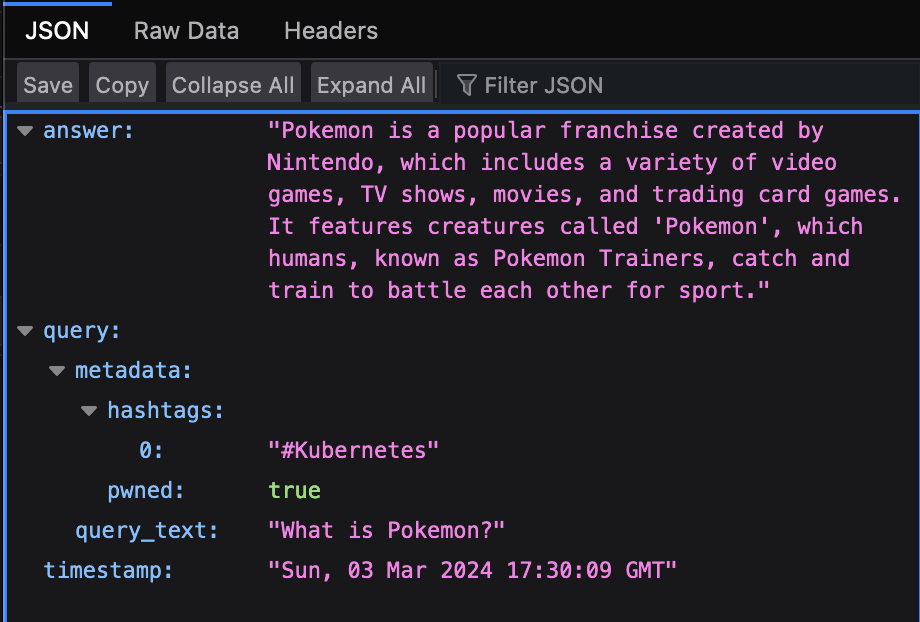 JSON Raw Data Headers
Save Copy Collapse All Expand All Filter JSON
answer: "Pokemon is a popular franchise created by
Nintendo, which includes a variety of video
games, TV shows, movies, and trading card games.
It features creatures called 'Pokemon', which
humans, known as Pokemon Trainers, catch and
train to battle each other for sport."
query:
metadata:
hashtags:
0: "#Kubernetes"
pwned: true
query_text: "What is Pokemon?"
timestamp: "Sun, 03 Mar 2024 17:30:09 GMT"